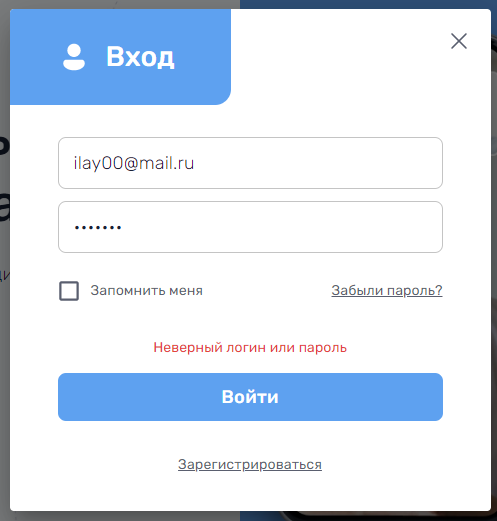 Вход
ilay00@mail.ru
•••••••
Запомнить меня
Забыли пароль?
Неверный логин или пароль
Войти
Зарегистрироваться